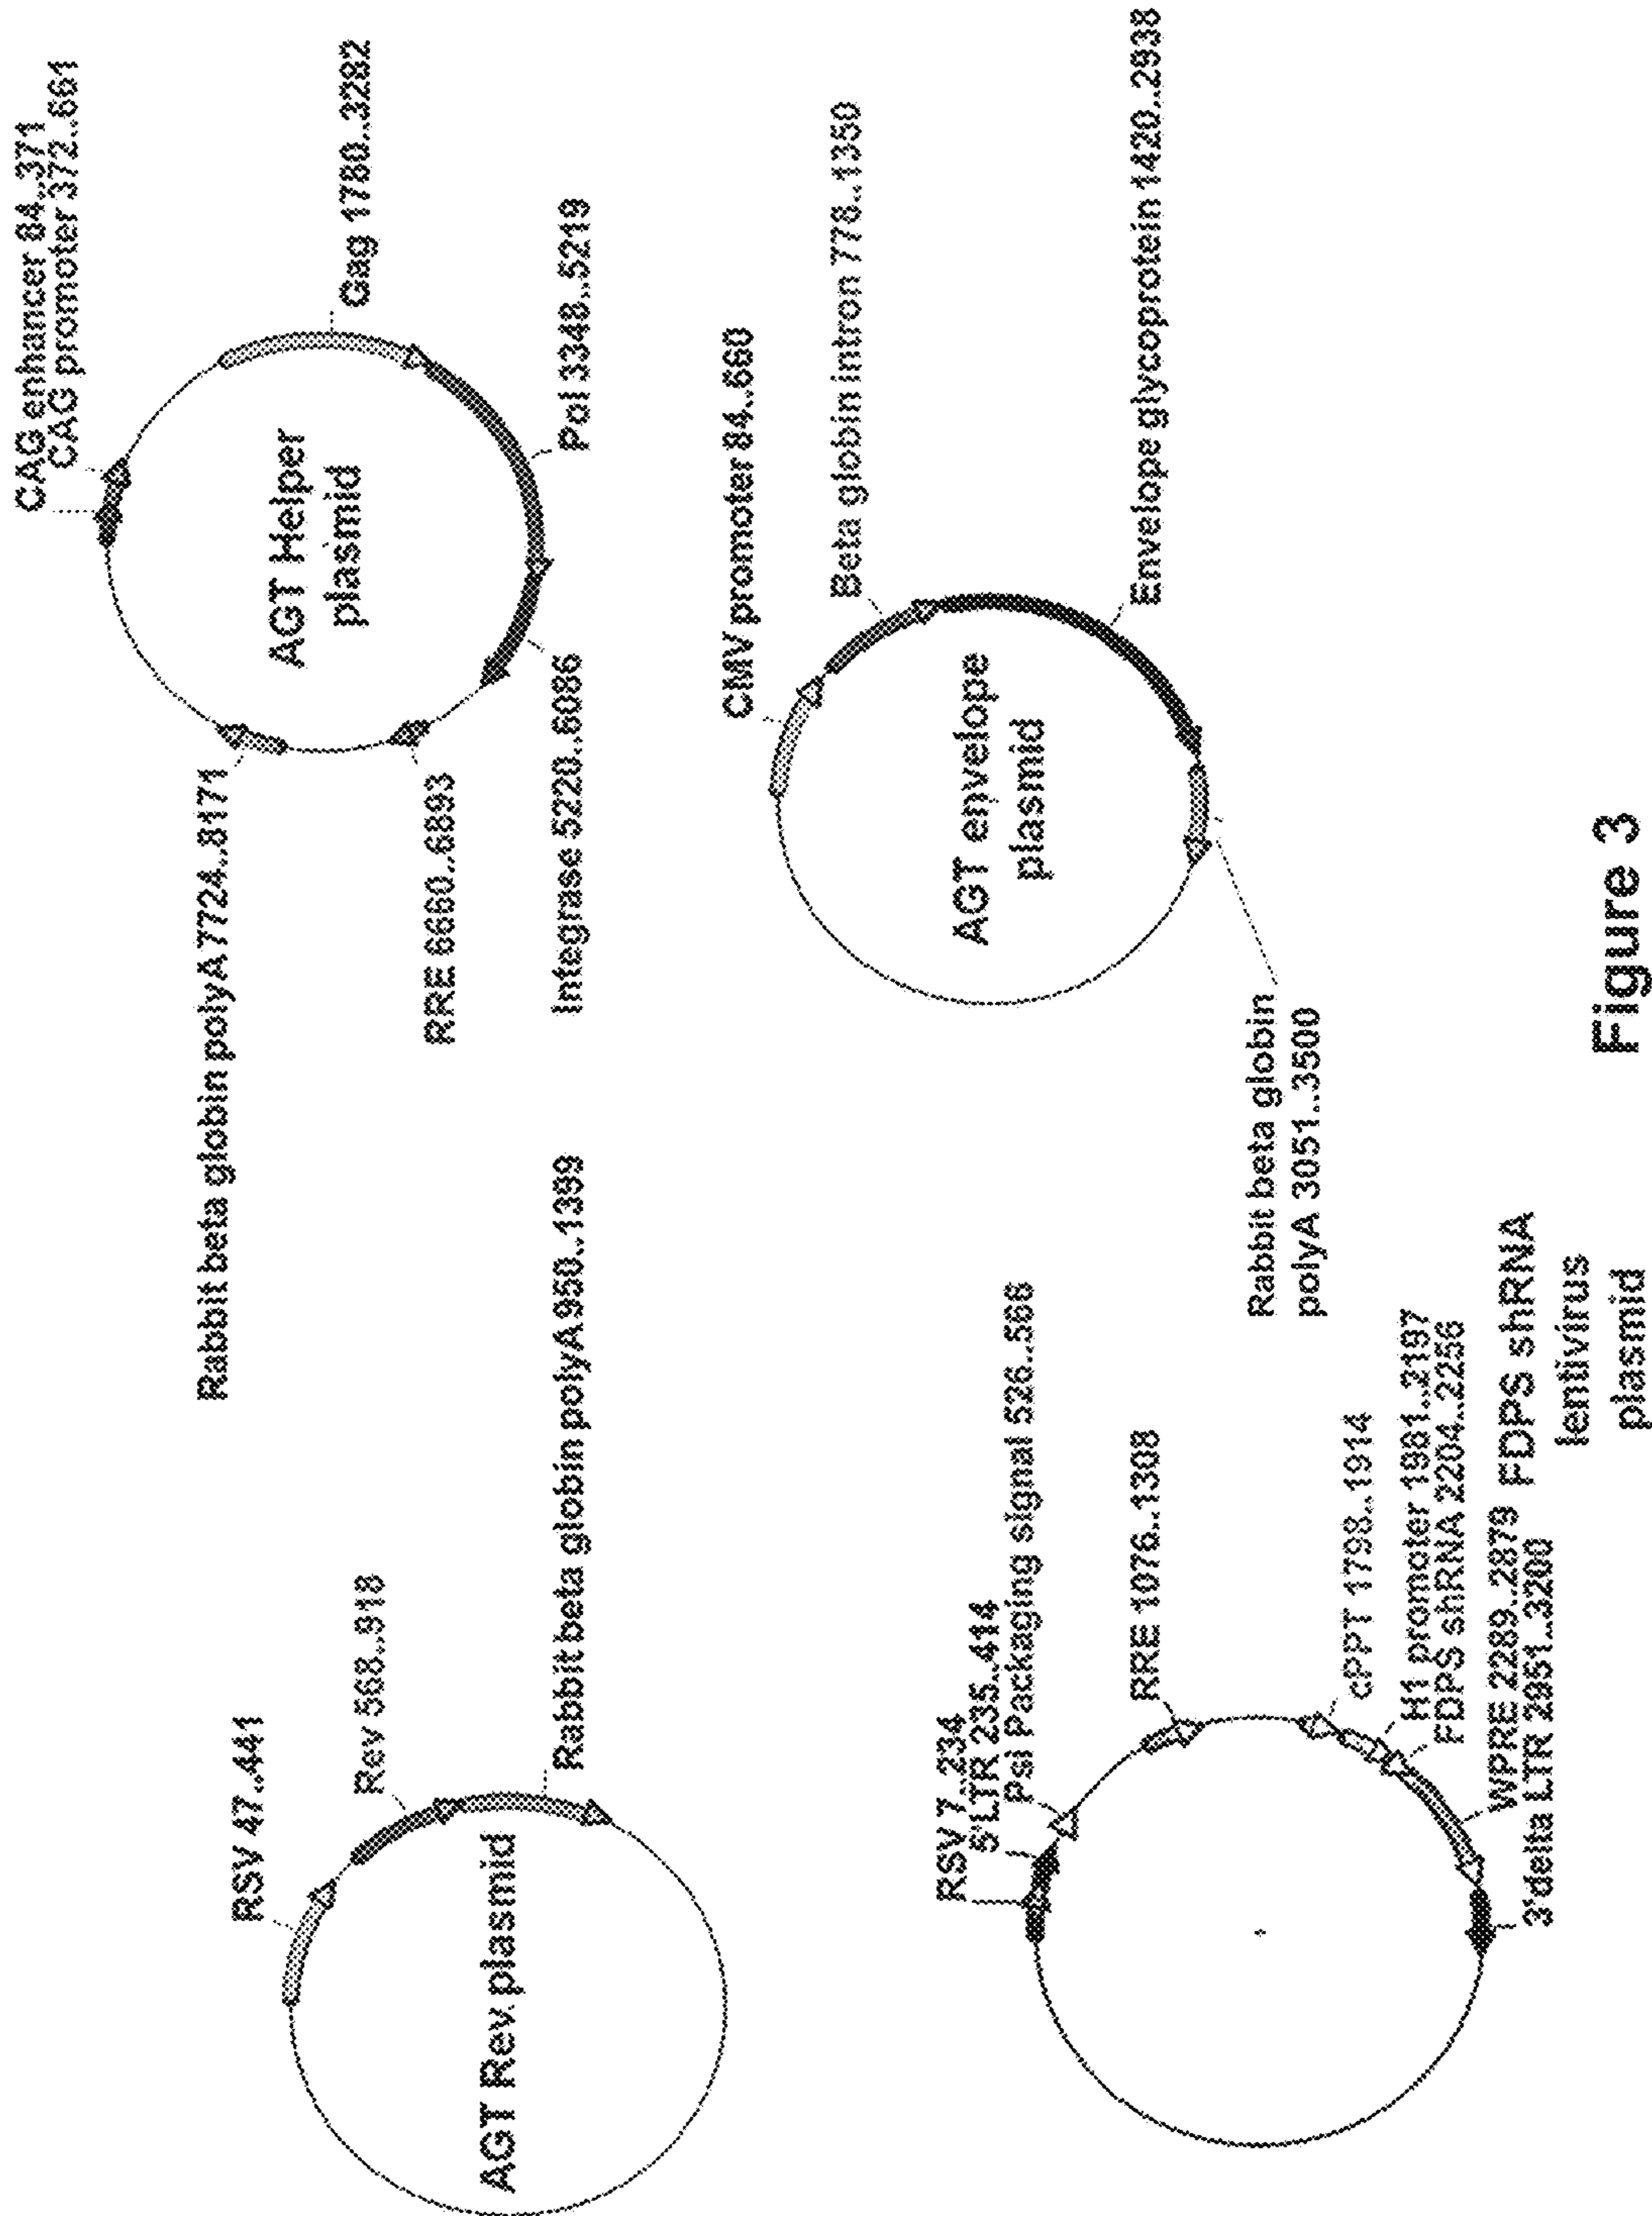 RSV 47..441
Rev 568..918
AGT Rev plasmid
Rabbit beta globin polyA 950..1399
CAG enhancer 84..371
CAG promoter 372..661
Rabbit beta globin polyA 7724..8171
AGT Helper
plasmid
Gag 1780..3282
RRE 6660..6893
Integrase 5220..6086
Pol 3348..5219
RSV 7..234
5'LTR 235..414
Psi Packaging signal 526..566
RRE 1076..1308
cPPT 1798..1914
H1 promoter 1981..2197
FDPS shRNA 2204..2256
WPRE 2289..2879
3'delta LTR 2951..3200
FDPS shRNA
lentivirus
plasmid
CMV promoter 84..660
Beta globin intron 778..1350
AGT envelope
plasmid
Envelope glycoprotein 1420..2938
Rabbit beta globin
polyA 3051..3500
Figure 3